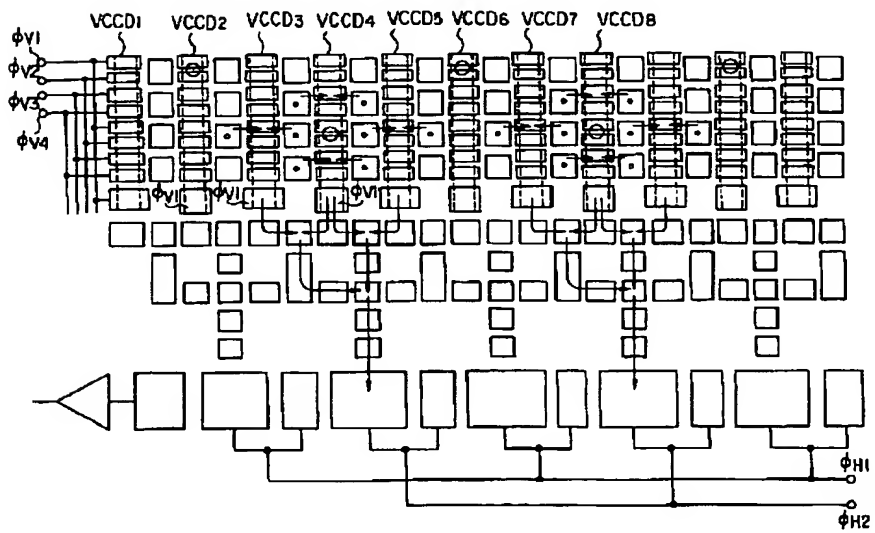 VCCD1 VCCD2 VCCD3 VCCD4 VCCD5 VCCD6 VCCD7 VCCD8
ϕV1
ϕV2
ϕV3
ϕV4
ϕV1 ϕV1 ϕV1
ϕH1
ϕH2